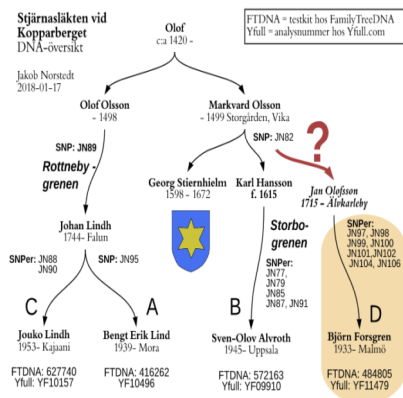 Stjärnasläkten vid
Kopparberget
DNA-översikt
Jakob Norstedt
2018-01-17
FTDNA = testkit hos FamilyTreeDNA
Yfull = analysnummer hos Yfull.com
Olof
c:a 1420 -
Olof Olsson
- 1498
Markvard Olsson
- 1499 Storgården, Vika
SNP: JN89
SNP: JN82
?
Rottneby-
grenen
Georg Stiernhielm
1598 - 1672
Karl Hansson
f. 1615
Jan Olofsson
1715 – Älvkarleby
Johan Lindh
1744- Falun
Storbo-
grenen
SNPer:
JN97, JN98
JN99, JN100
JN101,JN102
JN104, JN106
SNPer: JN88
JN90
SNP: JN95
SNPer:
JN77,
JN79
JN85
JN87, JN91
C
A
B
D
Jouko Lindh
1953- Kajaani
Bengt Erik Lind
1939- Mora
Sven-Olov Alvroth
1945- Uppsala
Björn Forsgren
1933- Malmö
FTDNA: 627740
Yfull: YF10157
FTDNA: 416262
YF10496
FTDNA: 572163
Yfull: YF09910
FTDNA: 484805
Yfull: YF11479